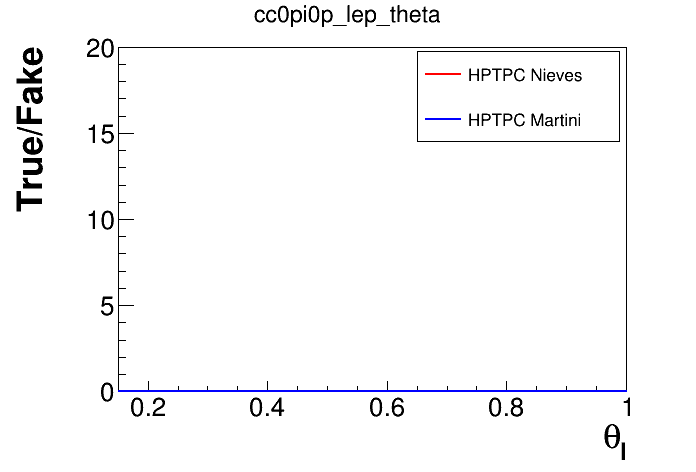 cc0pi0p_lep_theta
True/Fake
20
15
10
5
0
HPTPC Nieves
HPTPC Martini
0.2 0.4 0.6 0.8 1
θl